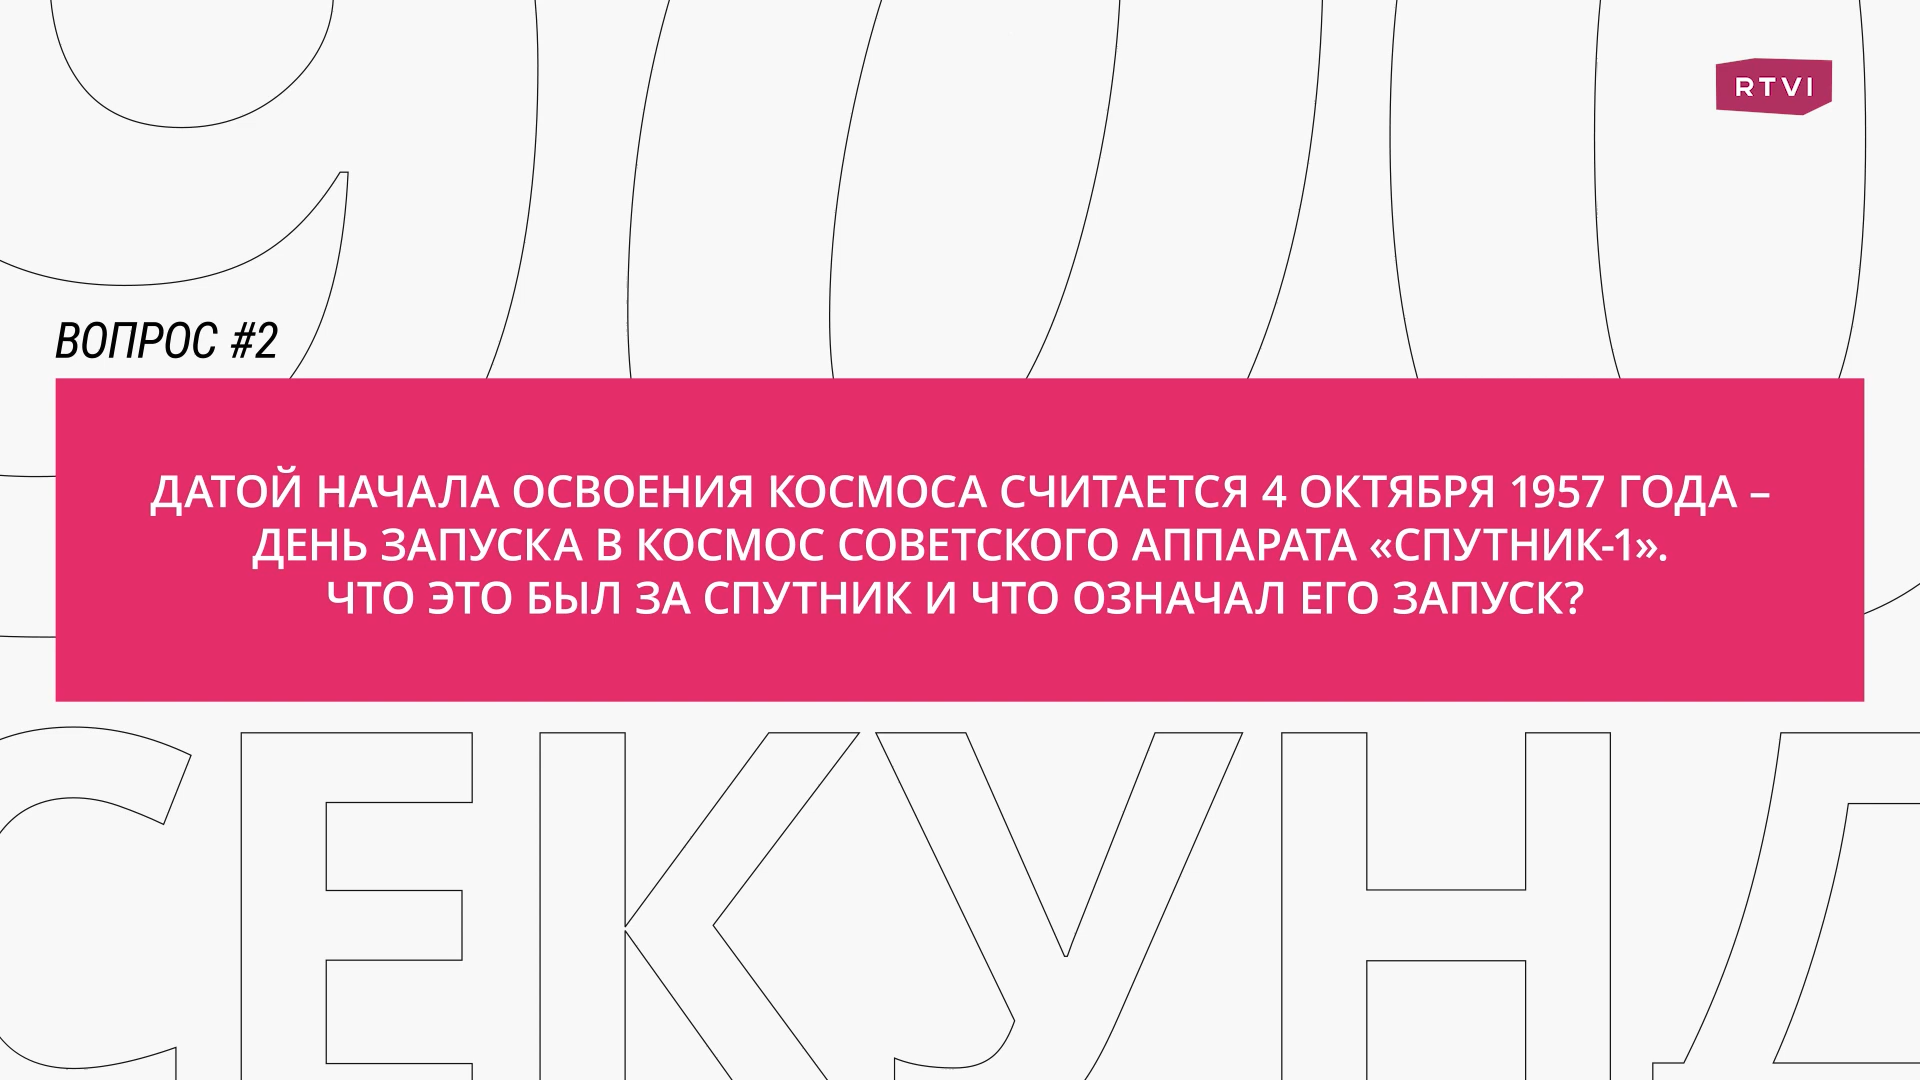 RTVI
ВОПРОС #2
ДАТОЙ НАЧАЛА ОСВОЕНИЯ КОСМОСА СЧИТАЕТСЯ 4 ОКТЯБРЯ 1957 ГОДА –
ДЕНЬ ЗАПУСКА В КОСМОС СОВЕТСКОГО АППАРАТА «СПУТНИК-1».
ЧТО ЭТО БЫЛ ЗА СПУТНИК И ЧТО ОЗНАЧАЛ ЕГО ЗАПУСК?
СЕКУНД